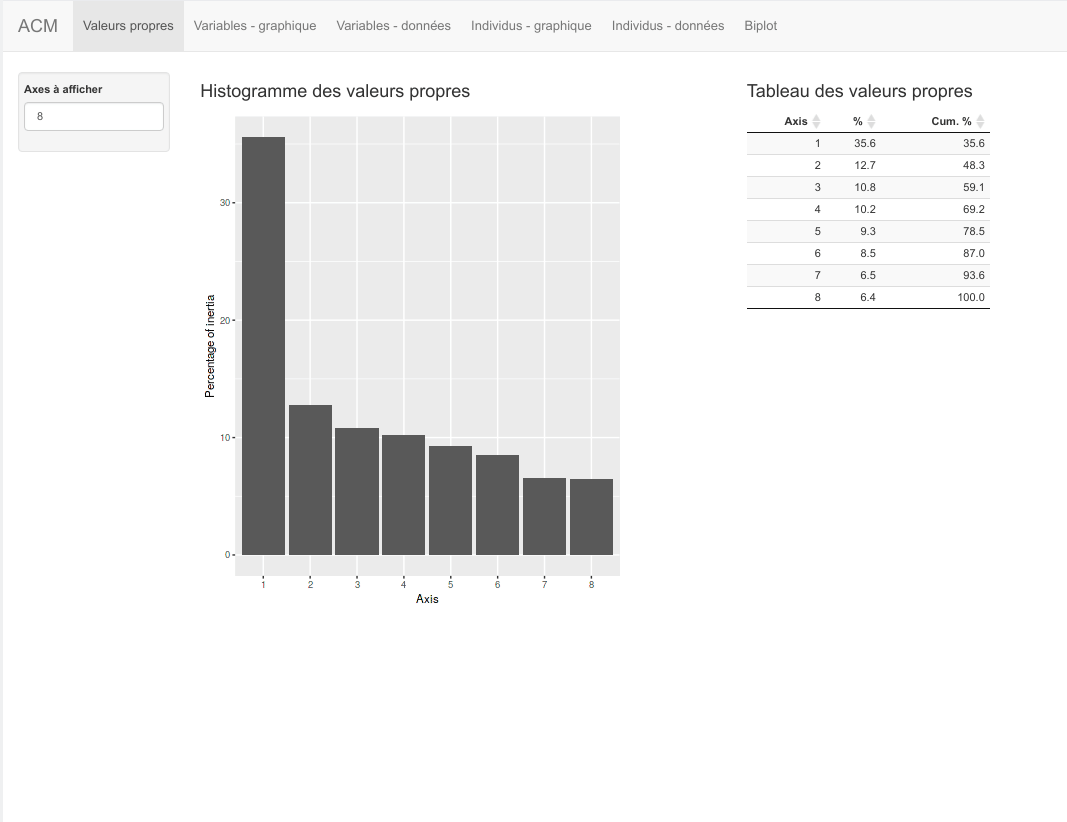 ACM Valeurs propres Variables - graphique Variables - données Individus - graphique Individus - données Biplot
Axes à afficher
8
Histogramme des valeurs propres
30
20
10
0
Percentage of inertia
1 2 3 4 5 6 7 8
Axis
Tableau des valeurs propres
Axis % Cum. %
1 35.6 35.6
2 12.7 48.3
3 10.8 59.1
4 10.2 69.2
5 9.3 78.5
6 8.5 87.0
7 6.5 93.6
8 6.4 100.0